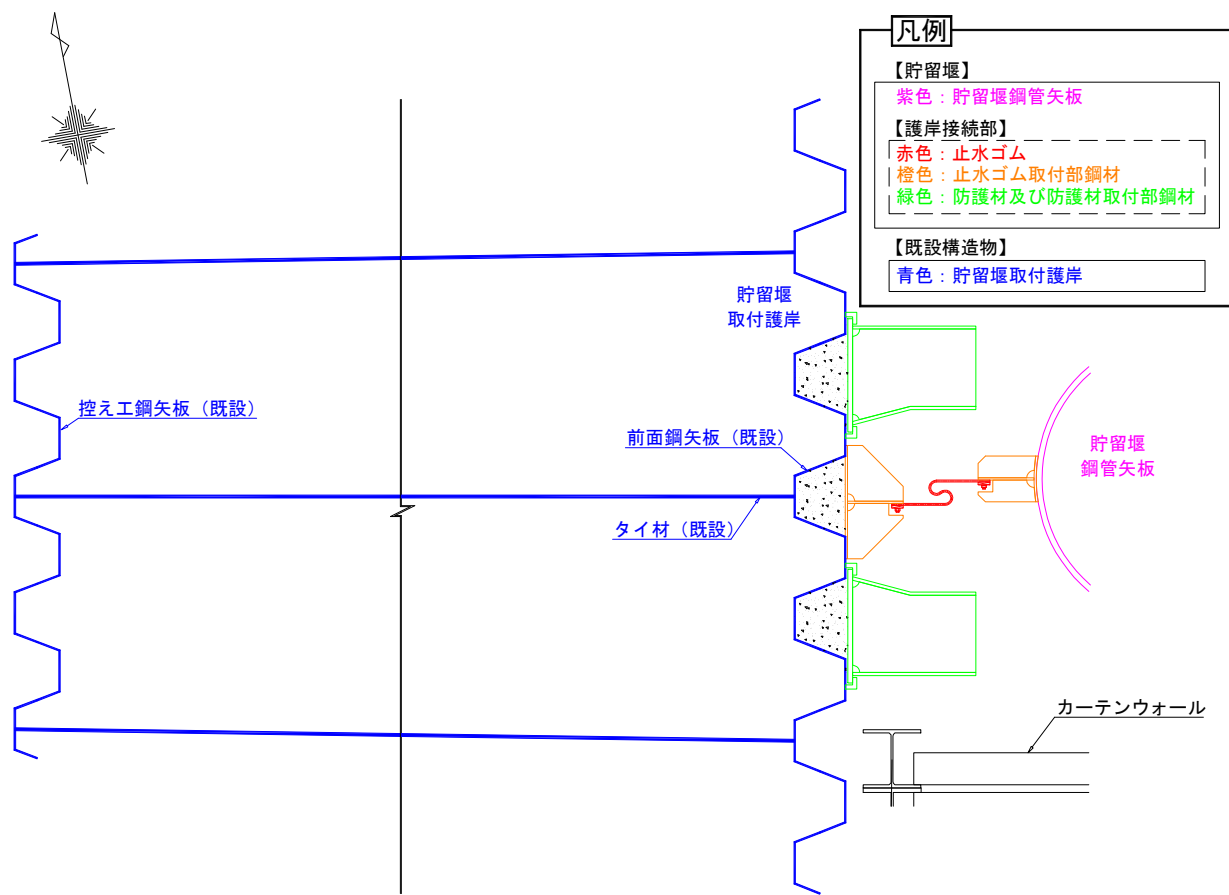 凡例
【貯留堰】
紫色：貯留堰鋼管矢板
【護岸接続部】
赤色：止水ゴム
橙色：止水ゴム取付部鋼材
緑色：防護材及び防護材取付部鋼材
【既設構造物】
青色：貯留堰取付護岸
貯留堰
取付護岸
控え工鋼矢板（既設）
前面鋼矢板（既設）
貯留堰
鋼管矢板
タイ材（既設）
カーテンウォール